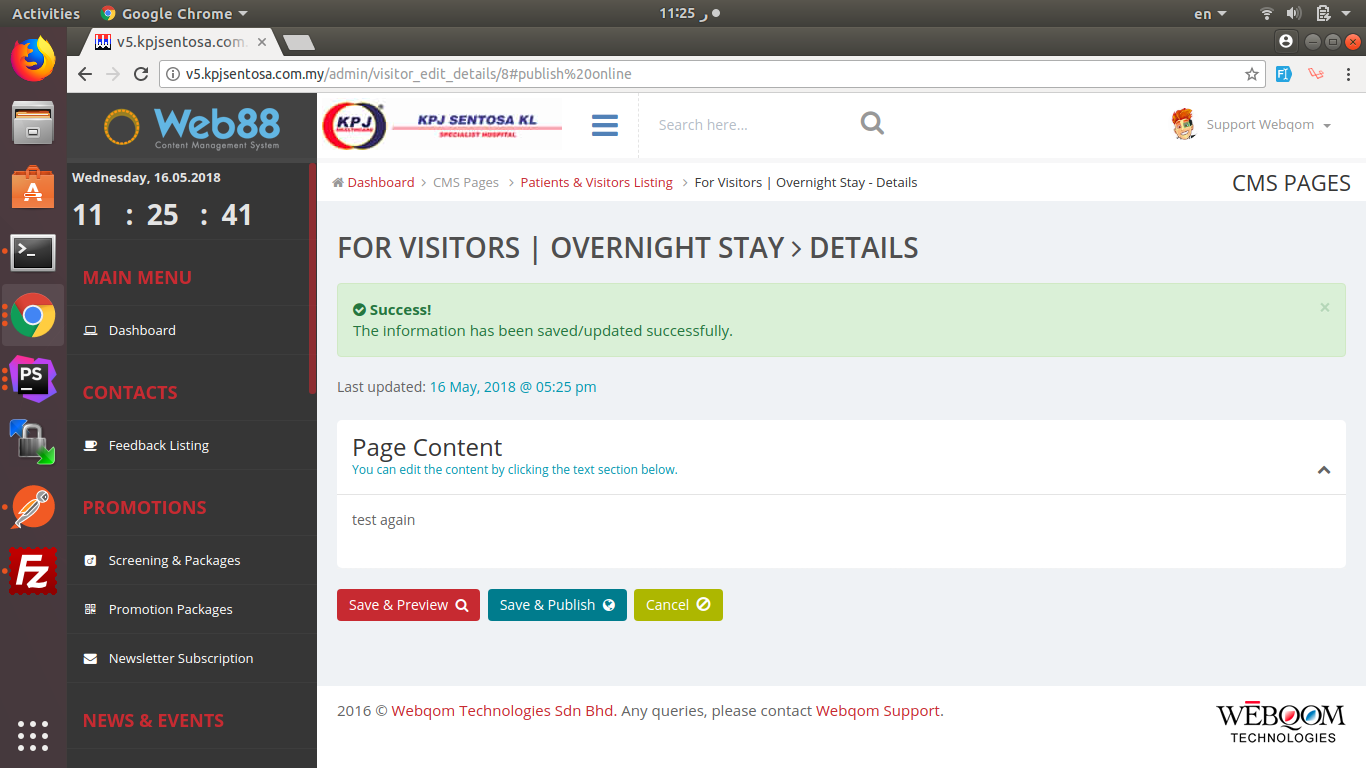 Activities Google Chrome 11:25 ر en
v5.kpjsentosa.com.
v5.kpjsentosa.com.my/admin/visitor_edit_details/8#publish%20online
Web88
Content Management System
KPJ
HEALTHCARE
KPJ SENTOSA KL
SPECIALIST HOSPITAL
Search here...
Support Webqom
Wednesday, 16.05.2018
11 : 25 : 41
MAIN MENU
Dashboard
CONTACTS
Feedback Listing
PROMOTIONS
Screening & Packages
Promotion Packages
Newsletter Subscription
NEWS & EVENTS
Dashboard > CMS Pages > Patients & Visitors Listing > For Visitors | Overnight Stay - Details
CMS PAGES
FOR VISITORS | OVERNIGHT STAY > DETAILS
Success!
The information has been saved/updated successfully.
×
Last updated: 16 May, 2018 @ 05:25 pm
Page Content
You can edit the content by clicking the text section below.
test again
Save & Preview
Save & Publish
Cancel
2016 © Webqom Technologies Sdn Bhd. Any queries, please contact Webqom Support.
WEBQOM
TECHNOLOGIES
PS
Fz